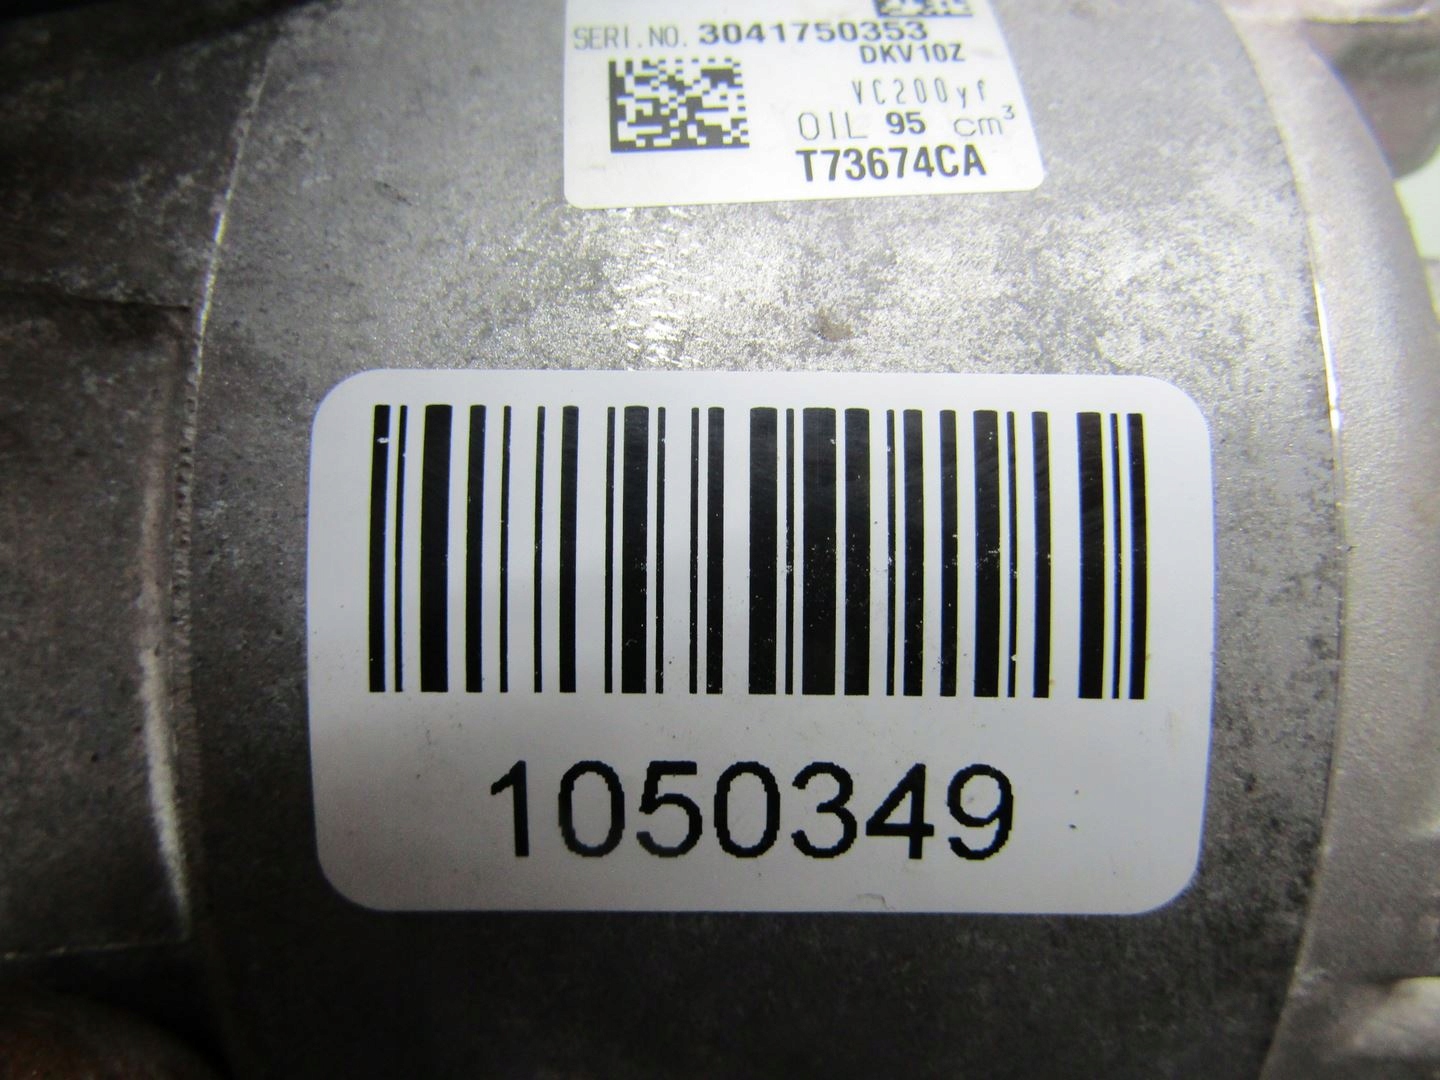 SERI.NO. 3041750353
DKV10Z
VC200yf
OIL 95 cm³
T73674CA
1050349